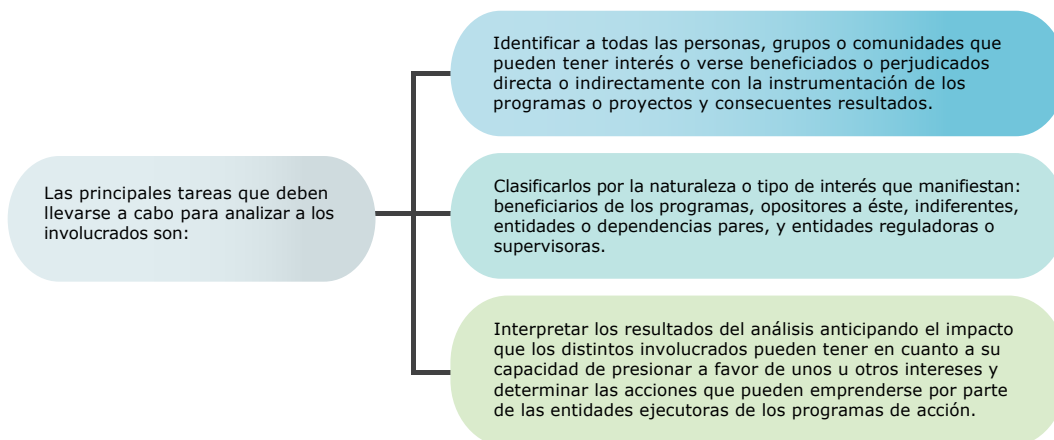 Las principales tareas que deben
llevarse a cabo para analizar a los
involucrados son:
Identificar a todas las personas, grupos o comunidades que
pueden tener interés o verse beneficiados o perjudicados
directa o indirectamente con la instrumentación de los
programas o proyectos y consecuentes resultados.
Clasificarlos por la naturaleza o tipo de interés que manifiestan:
beneficiarios de los programas, opositores a éste, indiferentes,
entidades o dependencias pares, y entidades reguladoras o
supervisoras.
Interpretar los resultados del análisis anticipando el impacto
que los distintos involucrados pueden tener en cuanto a su
capacidad de presionar a favor de unos u otros intereses y
determinar las acciones que pueden emprenderse por parte
de las entidades ejecutoras de los programas de acción.